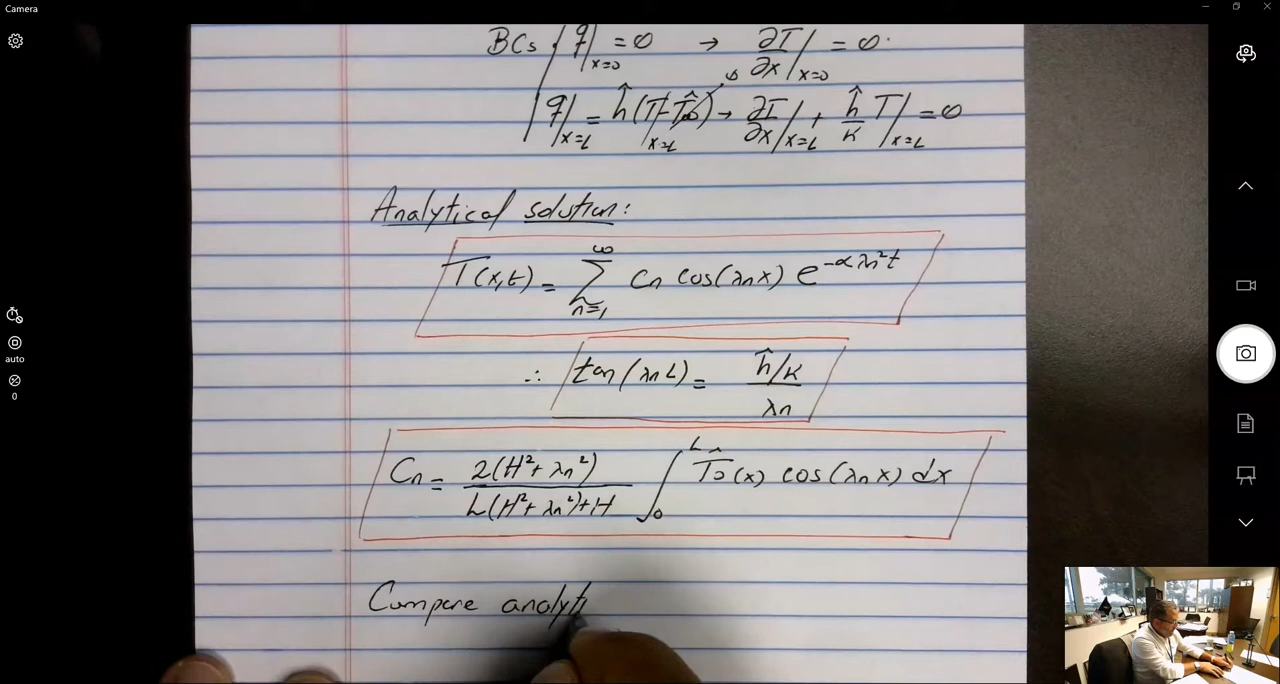 Camera
BCs q|x=0 = 0 → ∂T/∂x|x=0 = 0.
q|x=L = ĥ(T|x=L - T̂∞) → ∂T/∂x|x=L + ĥ/K T|x=L = 0
Analytical solution:
T(x,t) = ∞ Σ n=1 Cn cos(λn x) e^-αλn²t
∴ tan(λn L) = ĥ/K / λn
Cn = 2(H²+λn²) / L(H²+λn²)+H ∫0^L T̂0(x) cos(λn x) dx
Compare analyti
auto
0